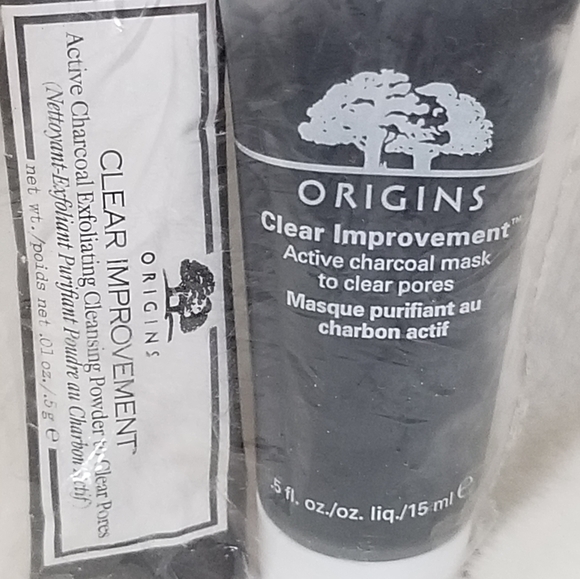 ORIGINS
CLEAR IMPROVEMENT™
Active Charcoal Exfoliating Cleansing Powder to Clear Pores
(Nettoyant-Exfoliant Purifiant Poudre au Charbon Actif)
net wt./poids net .01 oz./.5 g ℮
ORIGINS
Clear Improvement™
Active charcoal mask
to clear pores
Masque purifiant au
charbon actif
.5 fl. oz./oz. liq./15 ml ℮